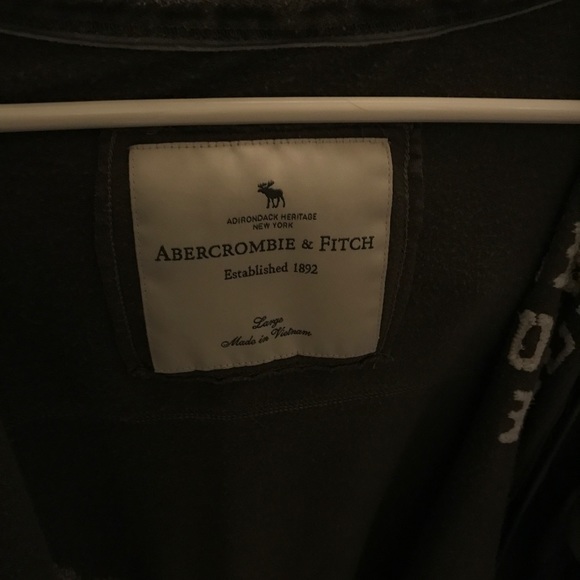 ADIRONDACK HERITAGE
NEW YORK
ABERCROMBIE & FITCH
Established 1892
Large
Made in Vietnam